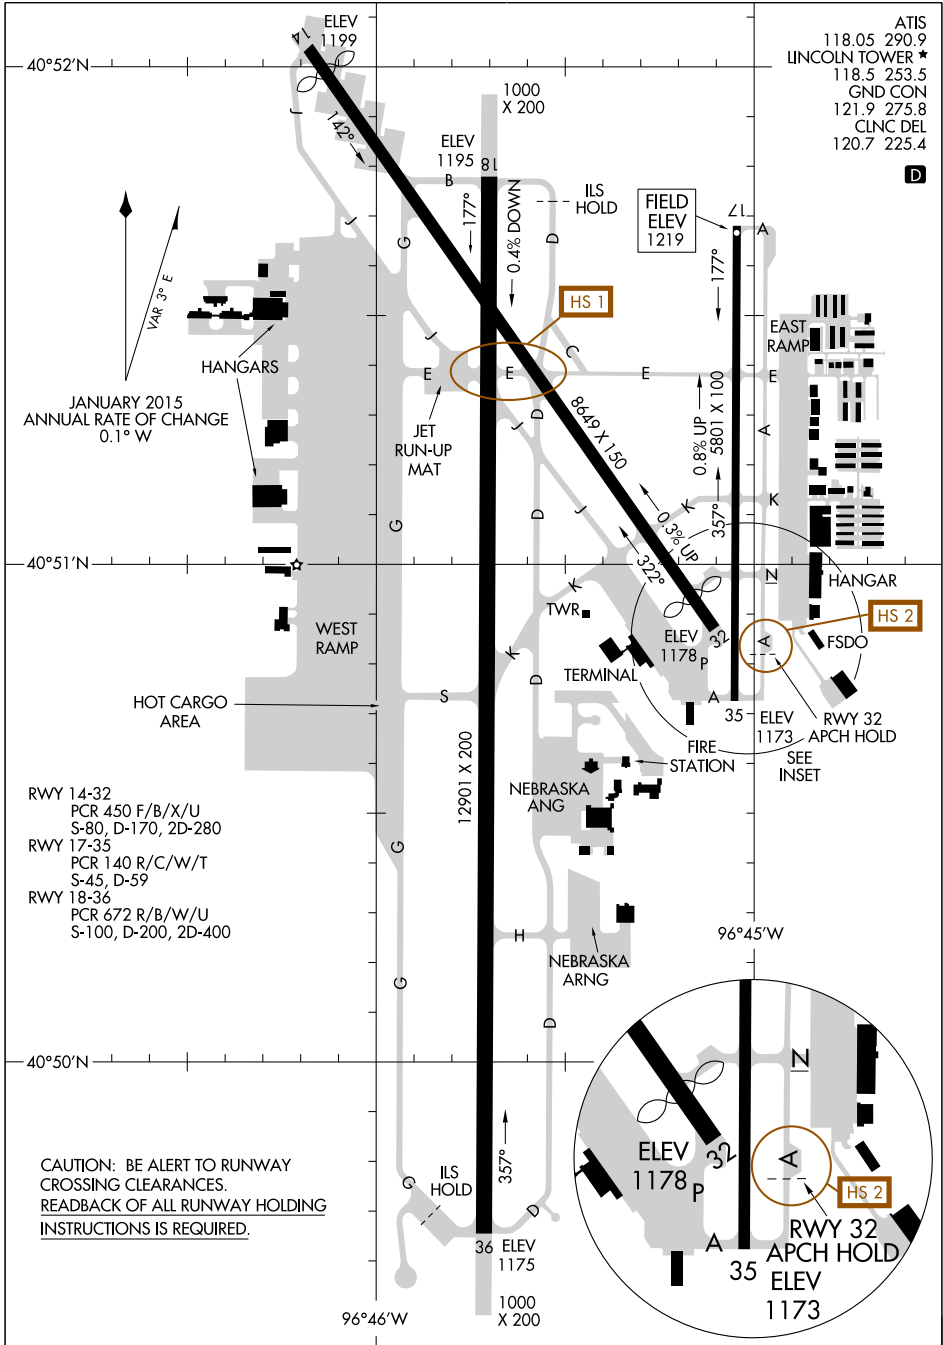 ELEV
1199
14
40°52'N
ATIS
118.05 290.9
LINCOLN TOWER ★
118.5 253.5
GND CON
121.9 275.8
CLNC DEL
120.7 225.4
D
1000
X 200
J
142°
ELEV
1195
18
B
177°
0.4% DOWN
ILS
HOLD
FIELD
ELEV
1219
17
A
J
G
D
177°
VAR 3° E
HS 1
HANGARS
EAST
RAMP
J
C
E
E
E
E
JANUARY 2015
ANNUAL RATE OF CHANGE
0.1° W
JET
RUN-UP
MAT
D
J
8649 X 150
0.8% UP
5801 X 100
A
G
D
J
K
K
357°
0.3% UP
322°
40°51'N
N
HANGAR
K
TWR
WEST
RAMP
32
ELEV
1178
P
A
HS 2
FSDO
K
TERMINAL
D
S
A
HOT CARGO
AREA
35
ELEV
1173
RWY 32
APCH HOLD
FIRE
STATION
SEE
INSET
12901 X 200
NEBRASKA
ANG
RWY 14-32
PCR 450 F/B/X/U
S-80, D-170, 2D-280
RWY 17-35
PCR 140 R/C/W/T
S-45, D-59
RWY 18-36
PCR 672 R/B/W/U
S-100, D-200, 2D-400
G
H
96°45'W
NEBRASKA
ARNG
G
D
40°50'N
N
357°
ELEV
1178
P
32
A
HS 2
CAUTION: BE ALERT TO RUNWAY
CROSSING CLEARANCES.
READBACK OF ALL RUNWAY HOLDING
INSTRUCTIONS IS REQUIRED.
ILS
HOLD
G
D
RWY 32
APCH HOLD
A
35
ELEV
1173
36
ELEV
1175
1000
X 200
96°46'W